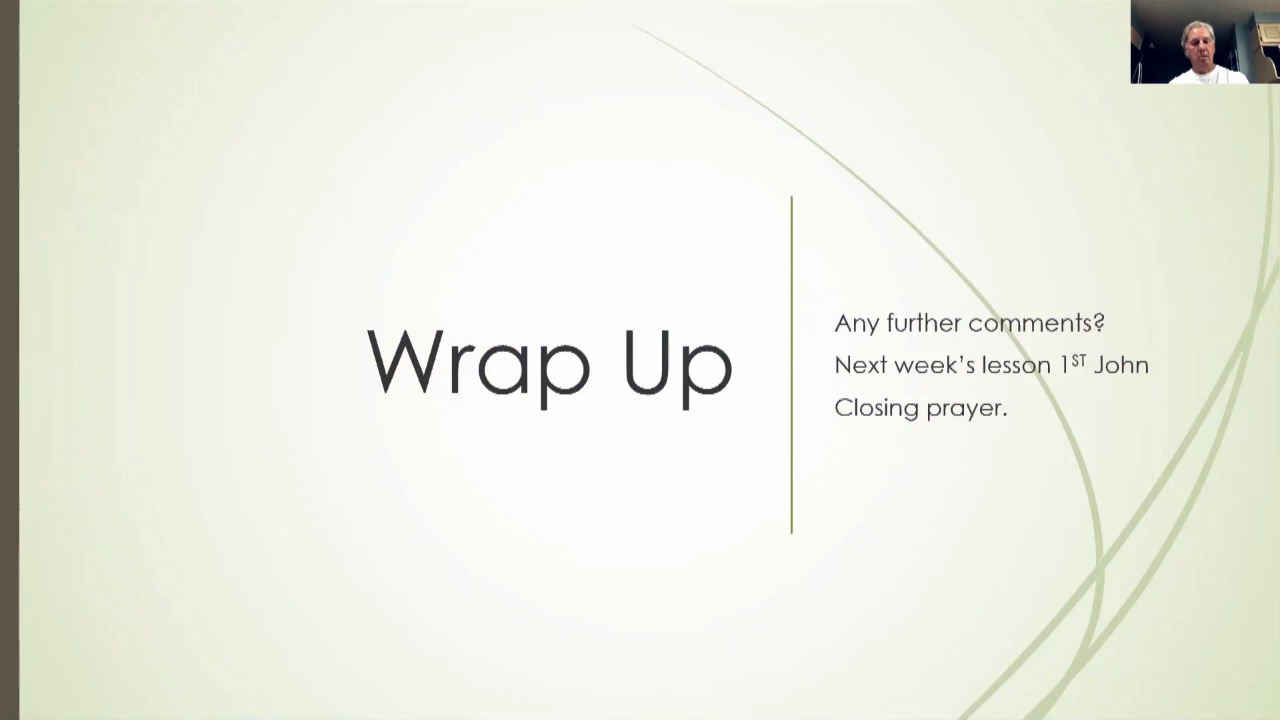 Wrap Up
Any further comments?
Next week's lesson 1ST John
Closing prayer.